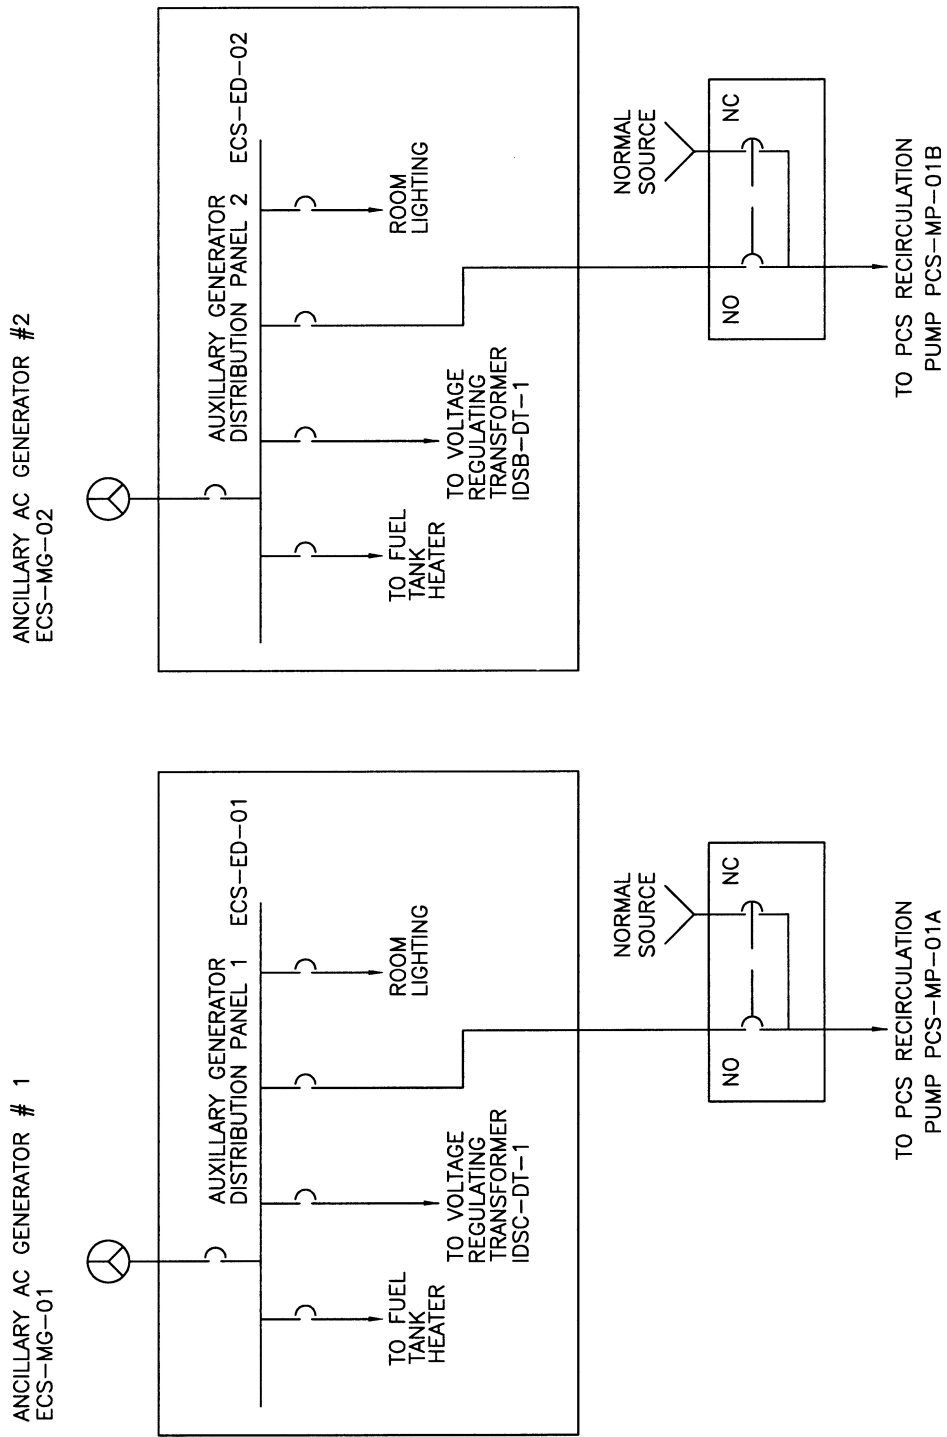 ANCILLARY AC GENERATOR # 1
ECS-MG-01
AUXILLARY GENERATOR
DISTRIBUTION PANEL 1 ECS-ED-01
TO FUEL
TANK
HEATER
TO VOLTAGE
REGULATING
TRANSFORMER
IDSC-DT-1
ROOM
LIGHTING
NORMAL
SOURCE
NO
NC
TO PCS RECIRCULATION
PUMP PCS-MP-01A
ANCILLARY AC GENERATOR #2
ECS-MG-02
AUXILLARY GENERATOR
DISTRIBUTION PANEL 2 ECS-ED-02
TO FUEL
TANK
HEATER
TO VOLTAGE
REGULATING
TRANSFORMER
IDSB-DT-1
ROOM
LIGHTING
NORMAL
SOURCE
NO
NC
TO PCS RECIRCULATION
PUMP PCS-MP-01B